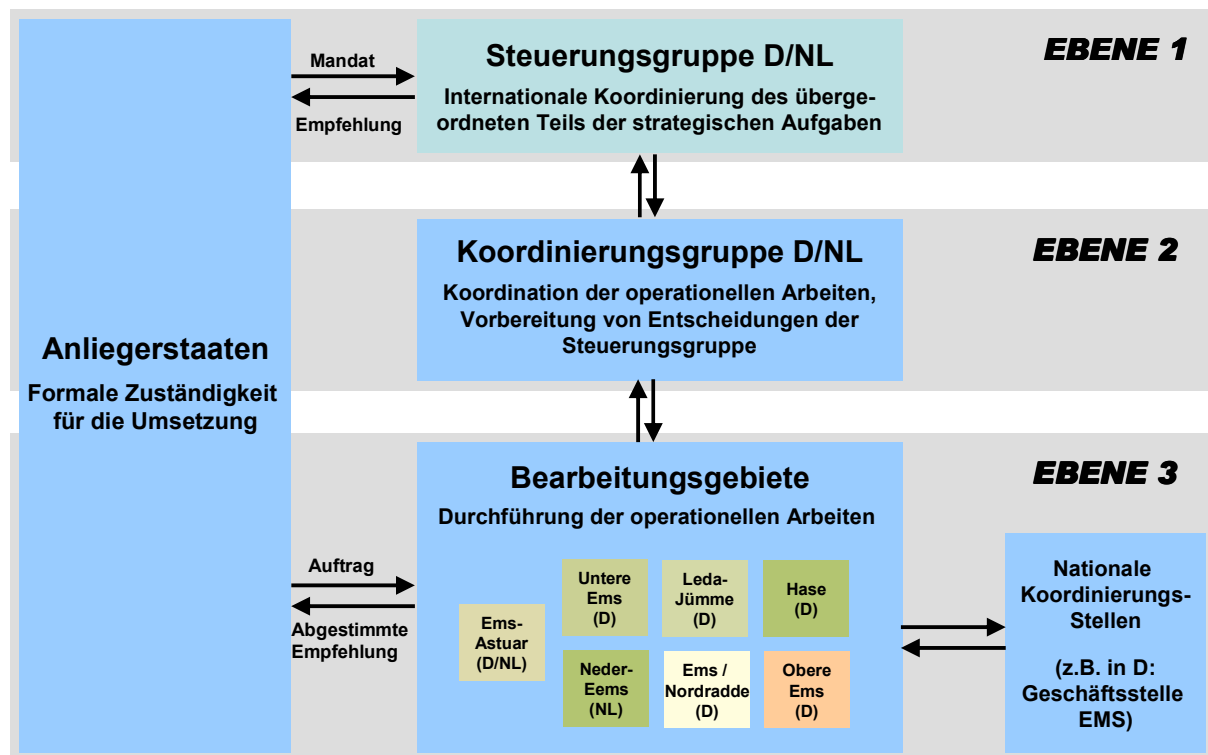 Steuerungsgruppe D/NL
Internationale Koordinierung des überge-
ordneten Teils der strategischen Aufgaben
EBENE 1
Mandat
Empfehlung
Koordinierungsgruppe D/NL
Koordination der operationellen Arbeiten,
Vorbereitung von Entscheidungen der
Steuerungsgruppe
EBENE 2
Anliegerstaaten
Formale Zuständigkeit
für die Umsetzung
Bearbeitungsgebiete
Durchführung der operationellen Arbeiten
EBENE 3
Auftrag
Abgestimmte
Empfehlung
Ems-
Astuar
(D/NL)
Untere
Ems
(D)
Leda-
Jümme
(D)
Hase
(D)
Neder-
Eems
(NL)
Ems /
Nordradde
(D)
Obere
Ems
(D)
Nationale
Koordinierungs-
Stellen
(z.B. in D:
Geschäftsstelle
EMS)